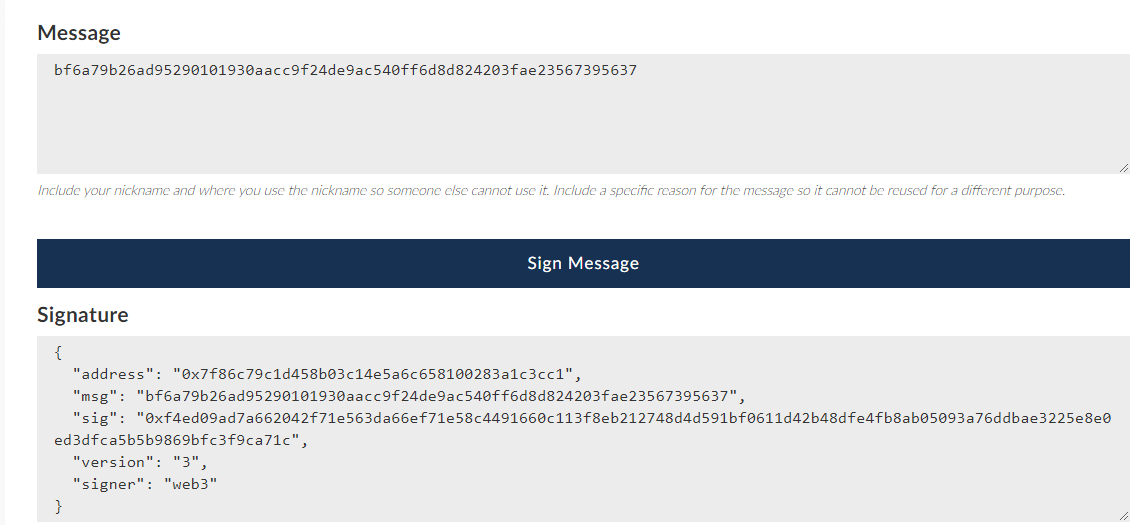 Message
bf6a79b26ad95290101930aacc9f24de9ac540ff6d8d824203fae23567395637
Include your nickname and where you use the nickname so someone else cannot use it. Include a specific reason for the message so it cannot be reused for a different purpose.
Sign Message
Signature
{
"address": "0x7f86c79c1d458b03c14e5a6c658100283a1c3cc1",
"msg": "bf6a79b26ad95290101930aacc9f24de9ac540ff6d8d824203fae23567395637",
"sig": "0xf4ed09ad7a662042f71e563da66ef71e58c4491660c113f8eb212748d4d591bf0611d42b48dfe4fb8ab05093a76ddbae3225e8e0
ed3dfca5b5b9869bfc3f9ca71c",
"version": "3",
"signer": "web3"
}